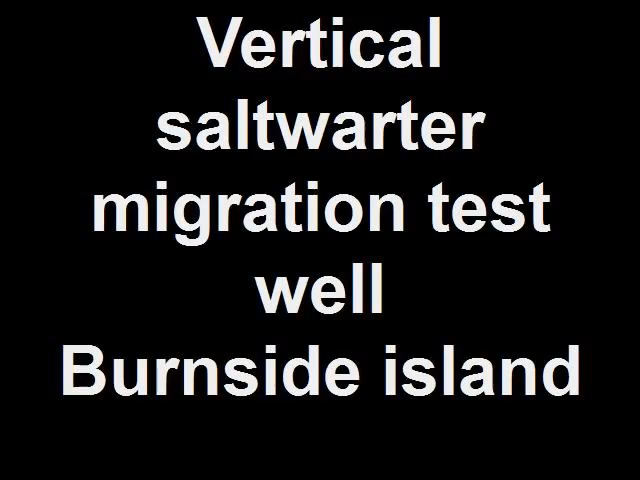 Vertical
saltwarter
migration test
well
Burnside island